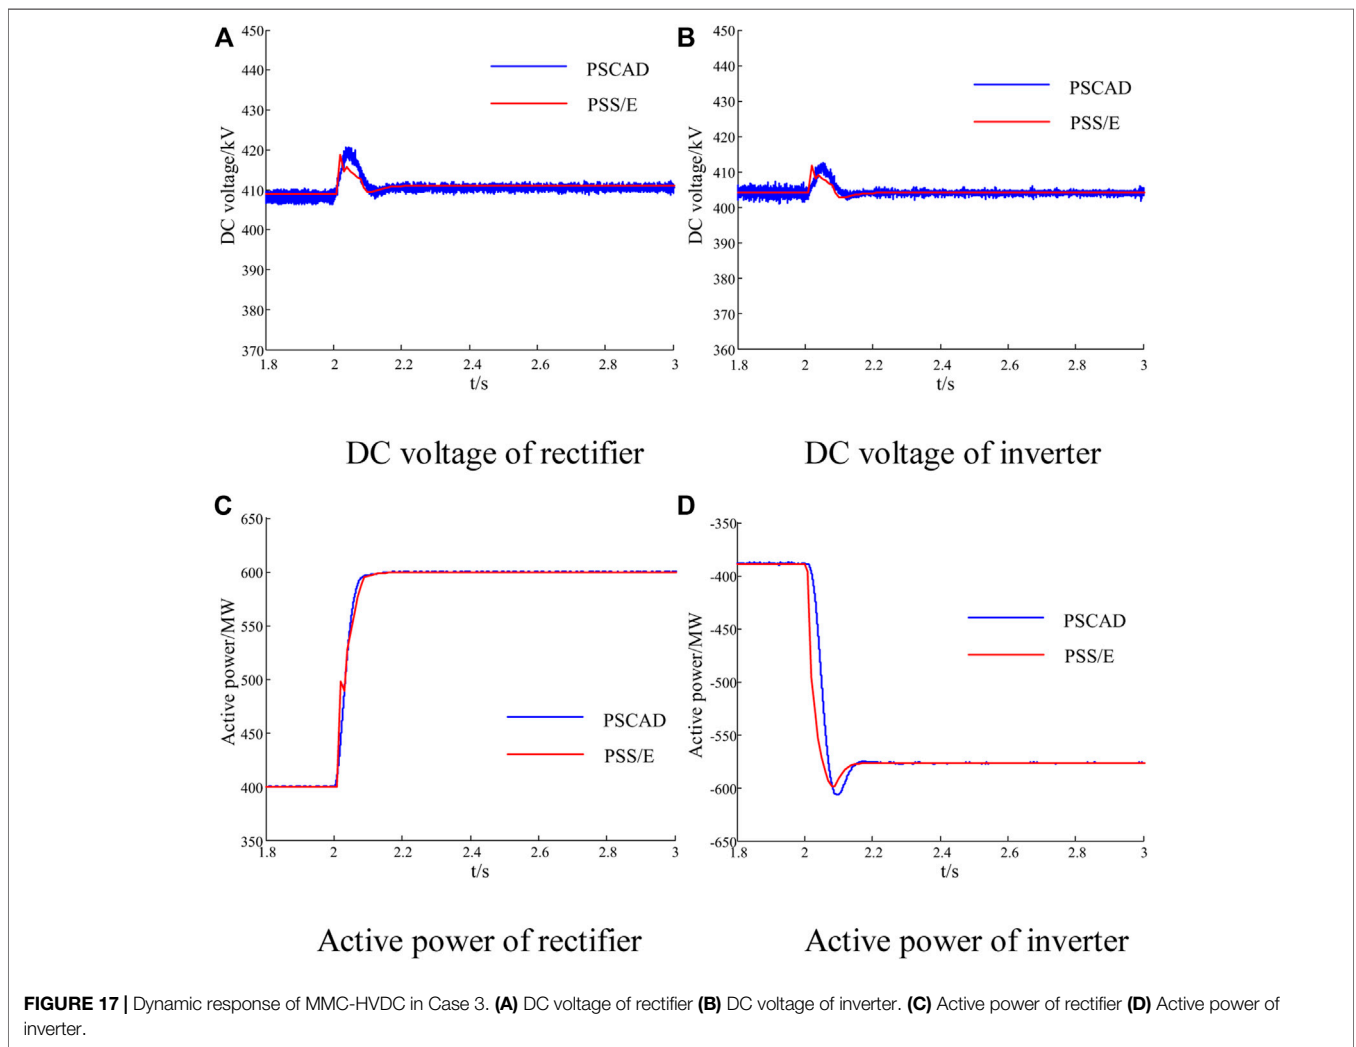 A
450
440
430
420
410
400
390
380
370
DC voltage/kV
PSCAD
PSS/E
1.8
2
2.2
2.4
2.6
2.8
3
t/s
DC voltage of rectifier
B
450
440
430
420
410
400
390
380
370
360
DC voltage/kV
PSCAD
PSS/E
1.8
2
2.2
2.4
2.6
2.8
3
t/s
DC voltage of inverter
C
650
600
550
500
450
400
350
Active power/MW
PSCAD
PSS/E
1.8
2
2.2
2.4
2.6
2.8
3
t/s
Active power of rectifier
D
-350
-400
-450
-500
-550
-600
-650
Active power/MW
PSCAD
PSS/E
1.8
2
2.2
2.4
2.6
2.8
3
t/s
Active power of inverter
FIGURE 17 | Dynamic response of MMC-HVDC in Case 3. (A) DC voltage of rectifier (B) DC voltage of inverter. (C) Active power of rectifier (D) Active power of
inverter.